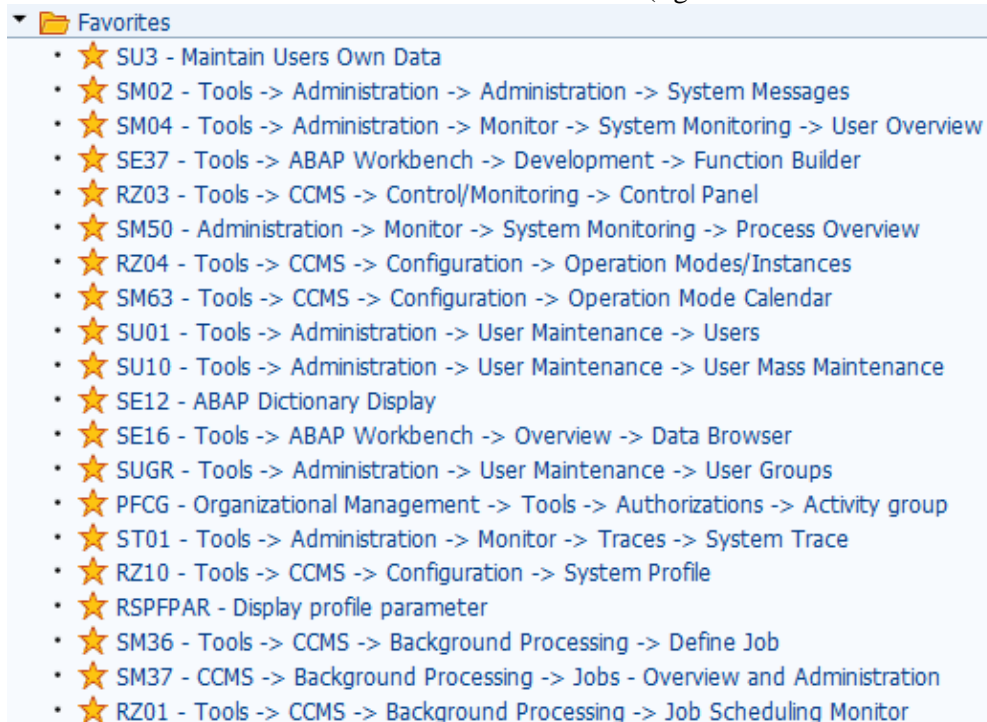 Favorites
SU3 - Maintain Users Own Data
SM02 - Tools -> Administration -> Administration -> System Messages
SM04 - Tools -> Administration -> Monitor -> System Monitoring -> User Overview
SE37 - Tools -> ABAP Workbench -> Development -> Function Builder
RZ03 - Tools -> CCMS -> Control/Monitoring -> Control Panel
SM50 - Administration -> Monitor -> System Monitoring -> Process Overview
RZ04 - Tools -> CCMS -> Configuration -> Operation Modes/Instances
SM63 - Tools -> CCMS -> Configuration -> Operation Mode Calendar
SU01 - Tools -> Administration -> User Maintenance -> Users
SU10 - Tools -> Administration -> User Maintenance -> User Mass Maintenance
SE12 - ABAP Dictionary Display
SE16 - Tools -> ABAP Workbench -> Overview -> Data Browser
SUGR - Tools -> Administration -> User Maintenance -> User Groups
PFCG - Organizational Management -> Tools -> Authorizations -> Activity group
ST01 - Tools -> Administration -> Monitor -> Traces -> System Trace
RZ10 - Tools -> CCMS -> Configuration -> System Profile
RSPFPAR - Display profile parameter
SM36 - Tools -> CCMS -> Background Processing -> Define Job
SM37 - CCMS -> Background Processing -> Jobs - Overview and Administration
RZ01 - Tools -> CCMS -> Background Processing -> Job Scheduling Monitor